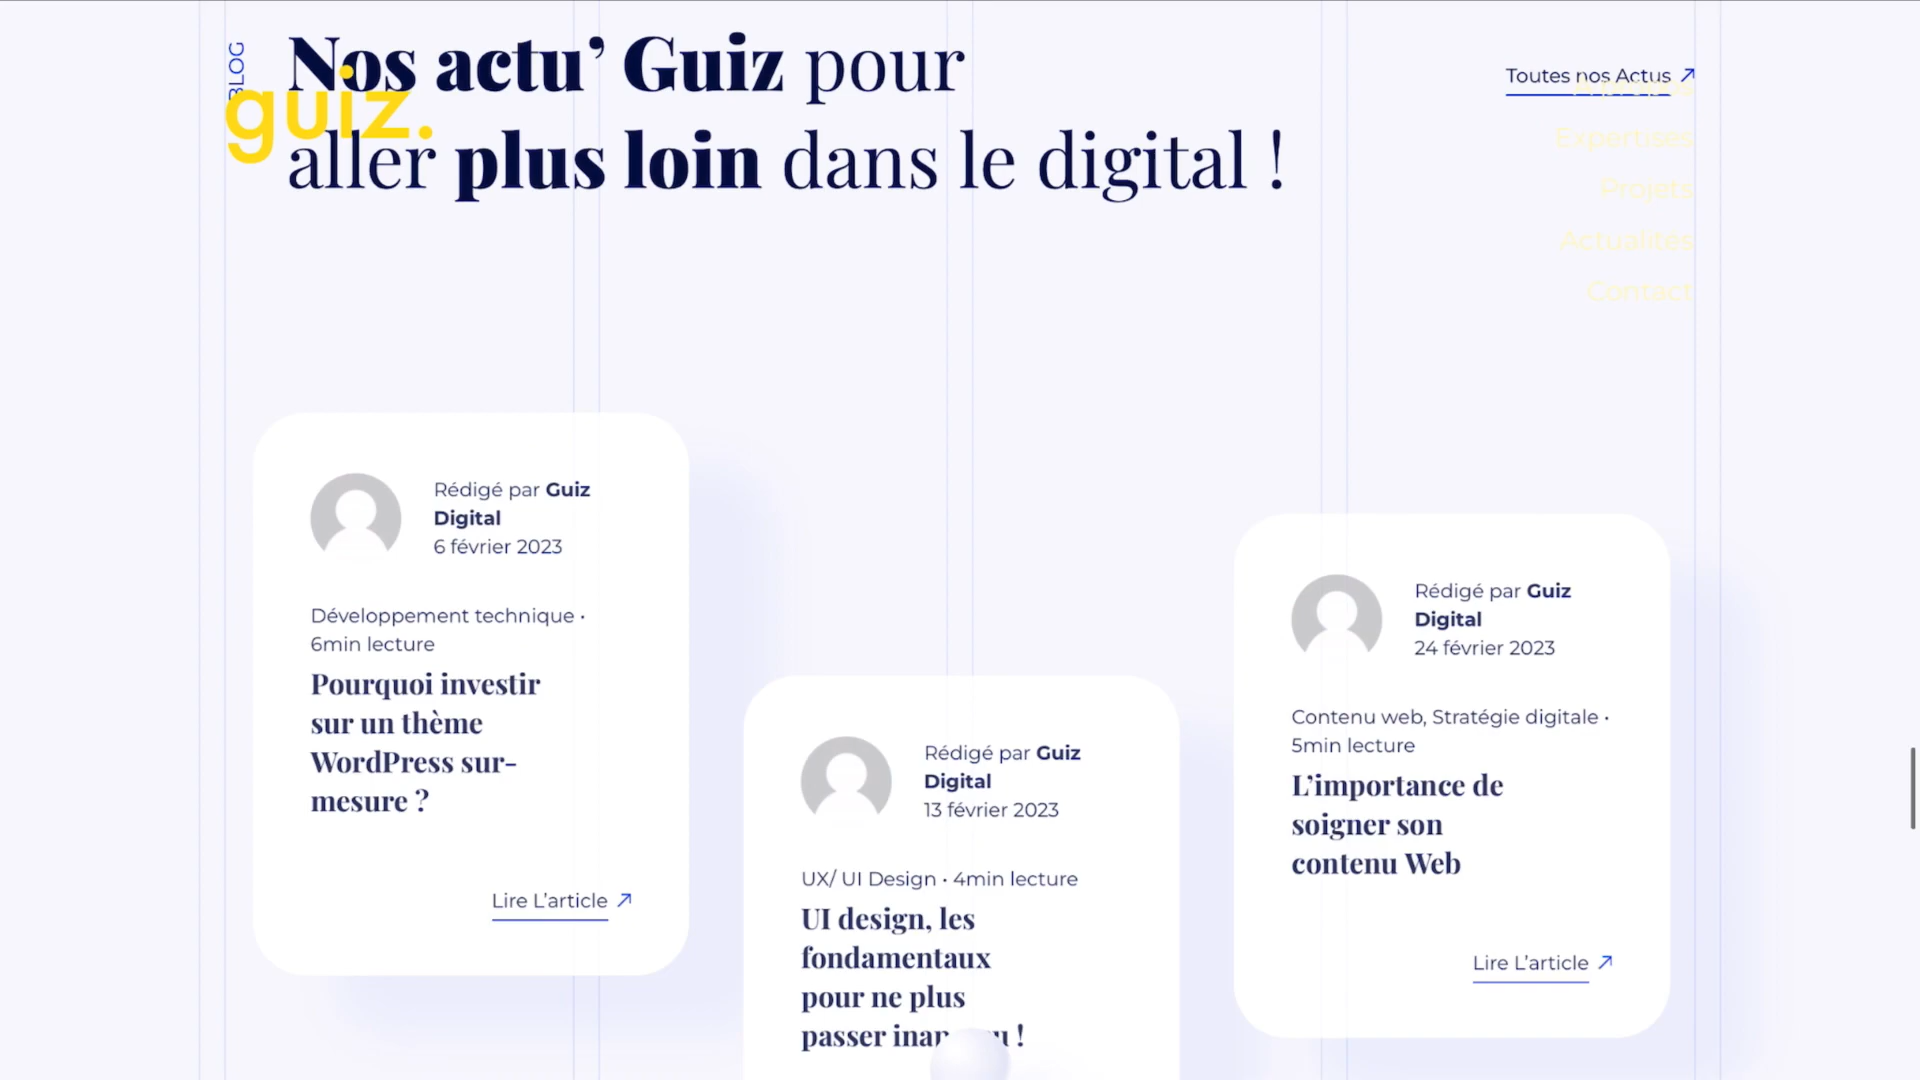 BLOG
Nos actu’ Guiz pour
aller plus loin dans le digital !
guiz.
Toutes nos Actus
Expertises
Projets
Actualités
Contact
Rédigé par Guiz
Digital
6 février 2023
Développement technique •
6min lecture
Pourquoi investir
sur un thème
WordPress sur-
mesure ?
Lire L’article
Rédigé par Guiz
Digital
13 février 2023
UX/ UI Design • 4min lecture
UI design, les
fondamentaux
pour ne plus
passer !
Rédigé par Guiz
Digital
24 février 2023
Contenu web, Stratégie digitale •
5min lecture
L’importance de
soigner son
contenu Web
Lire L’article